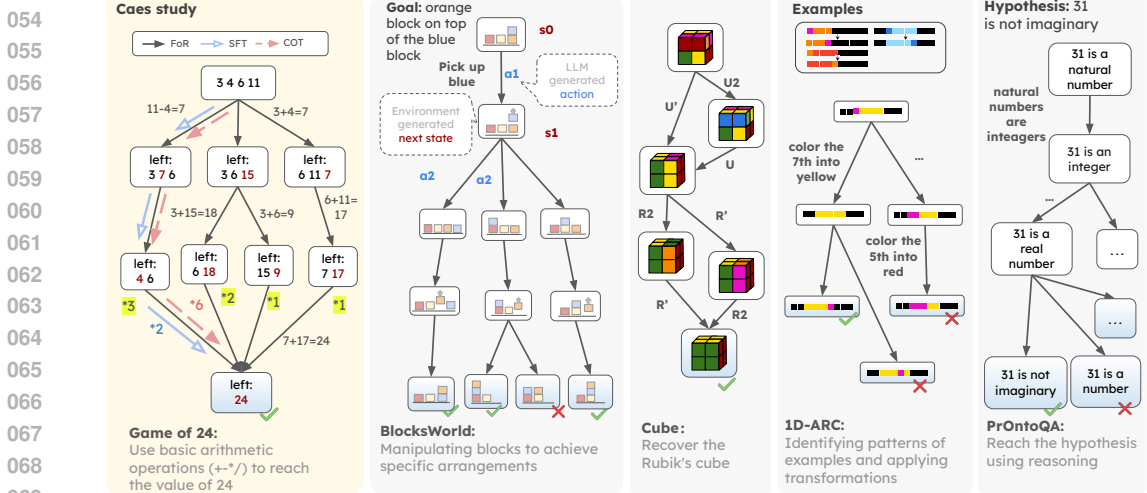 054
055
056
057
058
059
060
061
062
063
064
065
066
067
068
Caes study
FoR
SFT
COT
3 4 6 11
11-4=7
3+4=7
left:
3 7 6
left:
3 6 15
left:
6 11 7
3+15=18
3+6=9
6+11=
17
left:
4 6
left:
6 18
left:
15 9
left:
7 17
*3
*6
*2
*1
*1
*2
7+17=24
left:
24
Game of 24:
Use basic arithmetic
operations (+-*/) to reach
the value of 24
Goal: orange
block on top
of the blue
block
s0
Pick up
blue
a1
LLM
generated
action
Environment
generated
next state
s1
a2
a2
BlocksWorld:
Manipulating blocks to achieve
specific arrangements
U2
U'
U
R2
R'
R'
R2
Cube:
Recover the
Rubik's cube
Examples
color the
7th into
yellow
...
color the
5th into
red
1D-ARC:
Identifying patterns of
examples and applying
transformations
Hypothesis: 31
is not imaginary
31 is a
natural
number
natural
numbers
are
integers
31 is an
integer
...
31 is a
real
number
...
...
31 is not
imaginary
31 is a
number
PrOntoQA:
Reach the hypothesis
using reasoning